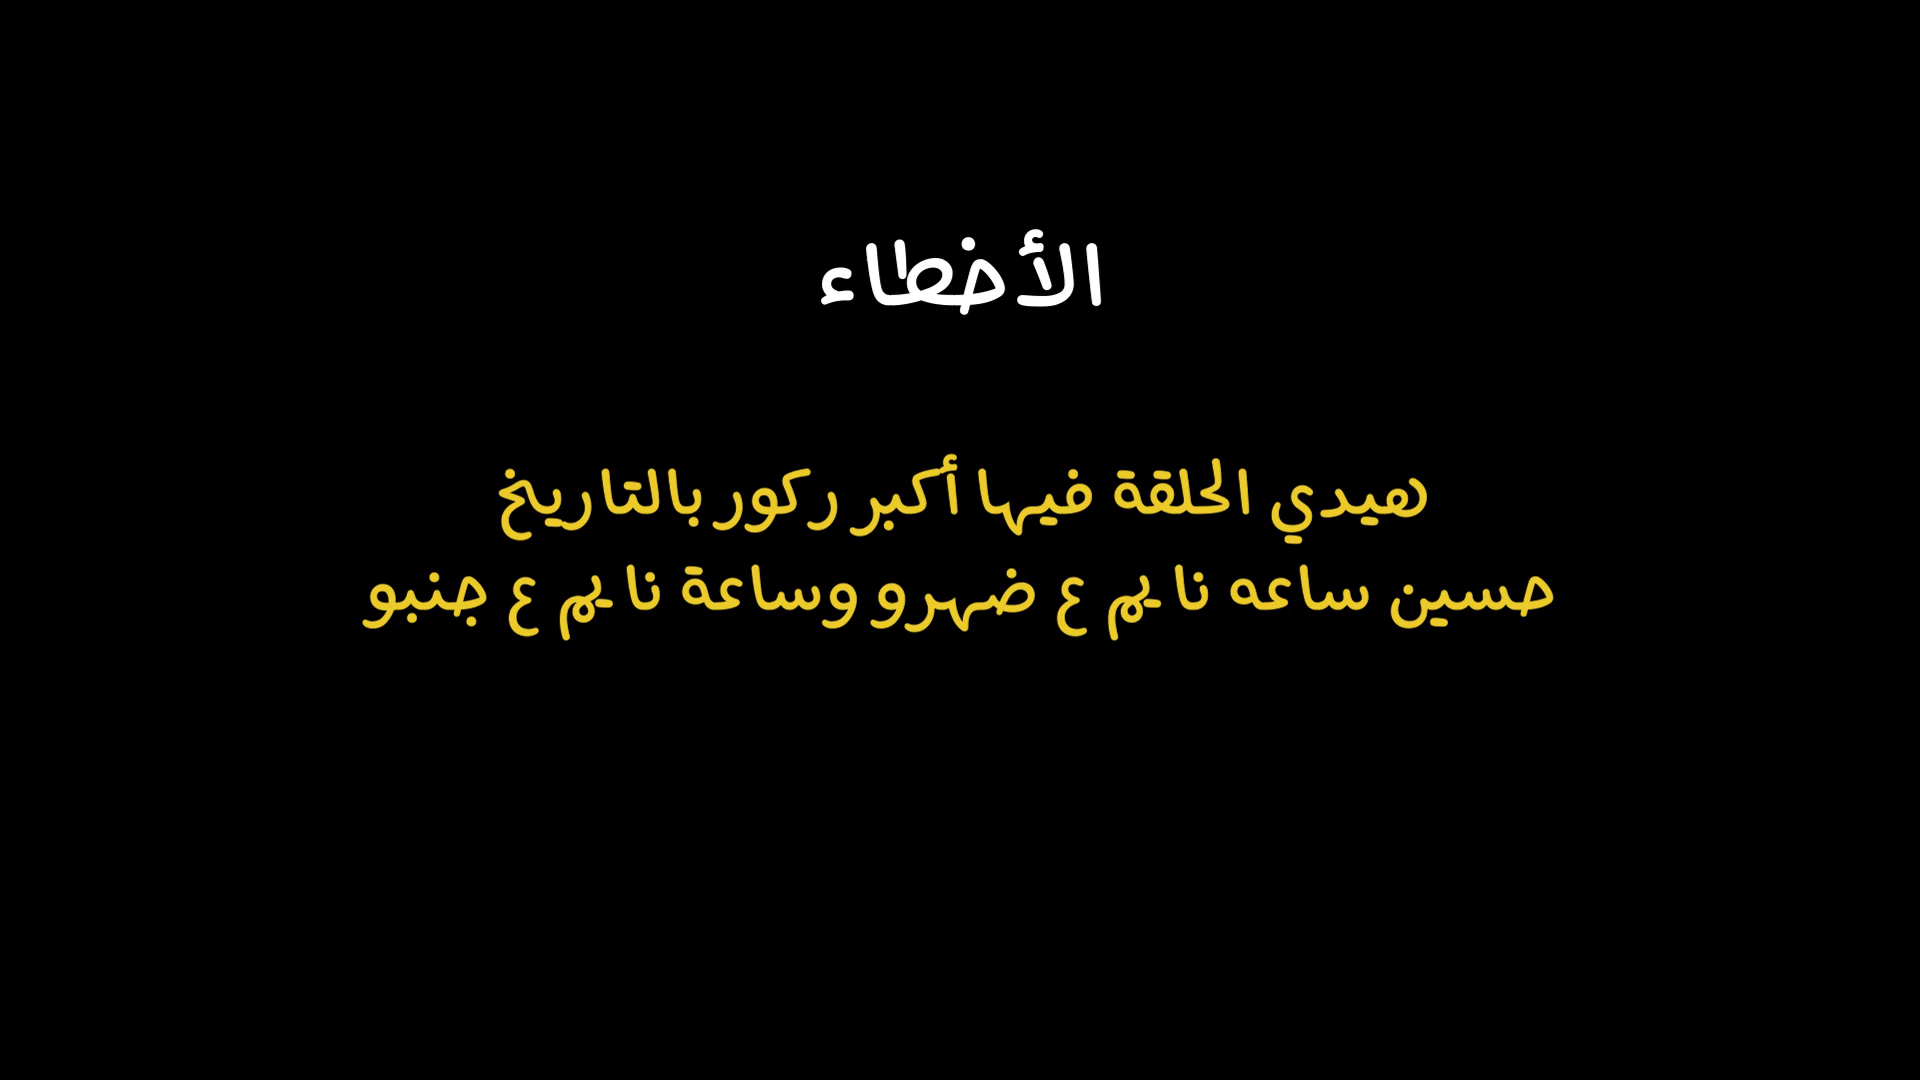 الأخطاء
هيدي الحلقة فيها أكبر ركور بالتاريخ
حسين ساعه نايم ع ضهرو وساعة نايم ع جنبو